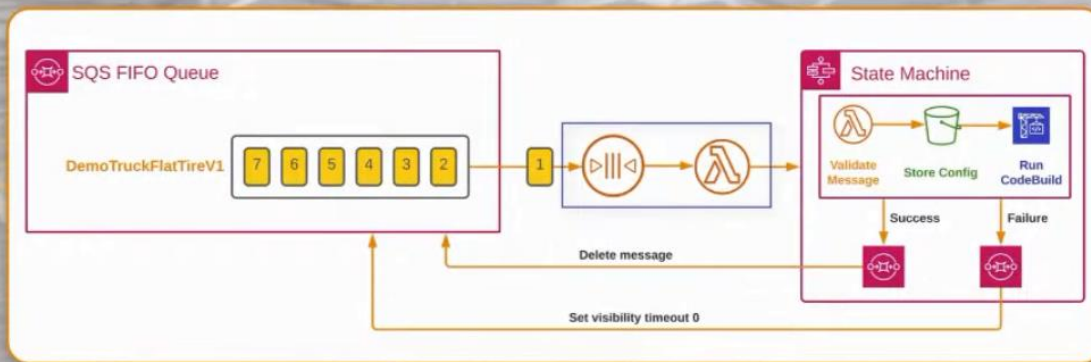 SQS FIFO Queue
DemoTruckFlatTireV1
7 6 5 4 3 2
1
State Machine
Validate
Message
Store Config
Run
CodeBuild
Success
Failure
Delete message
Set visibility timeout 0